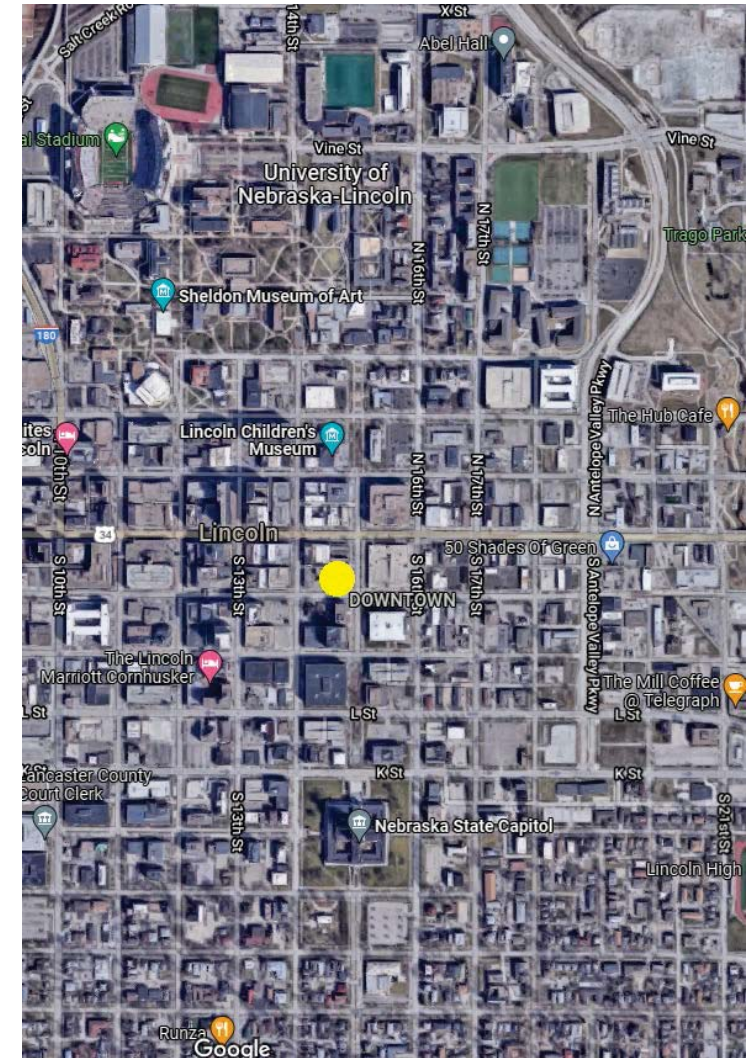 X St
14th St
Salt Creek Rd
Abel Hall
al Stadium
Vine St
Vine St
University of
Nebraska-Lincoln
N 17th St
Trago Park
N 16th St
Sheldon Museum of Art
180
N Antelope Valley Pkwy
The Hub Cafe
ites
coln
10th St
Lincoln Children's
Museum
N 16th St
N 17th St
34
Lincoln
50 Shades Of Green
S 10th St
S 13th St
S 16th St
S 17th St
S Antelope Valley Pkwy
DOWNTOWN
The Lincoln
Marriott Cornhusker
The Mill Coffee
@ Telegraph
L St
L St
L St
K St
K St
K St
Lancaster County
Court Clerk
S 13th St
Nebraska State Capitol
S 21st St
Lincoln High
Runza
Google